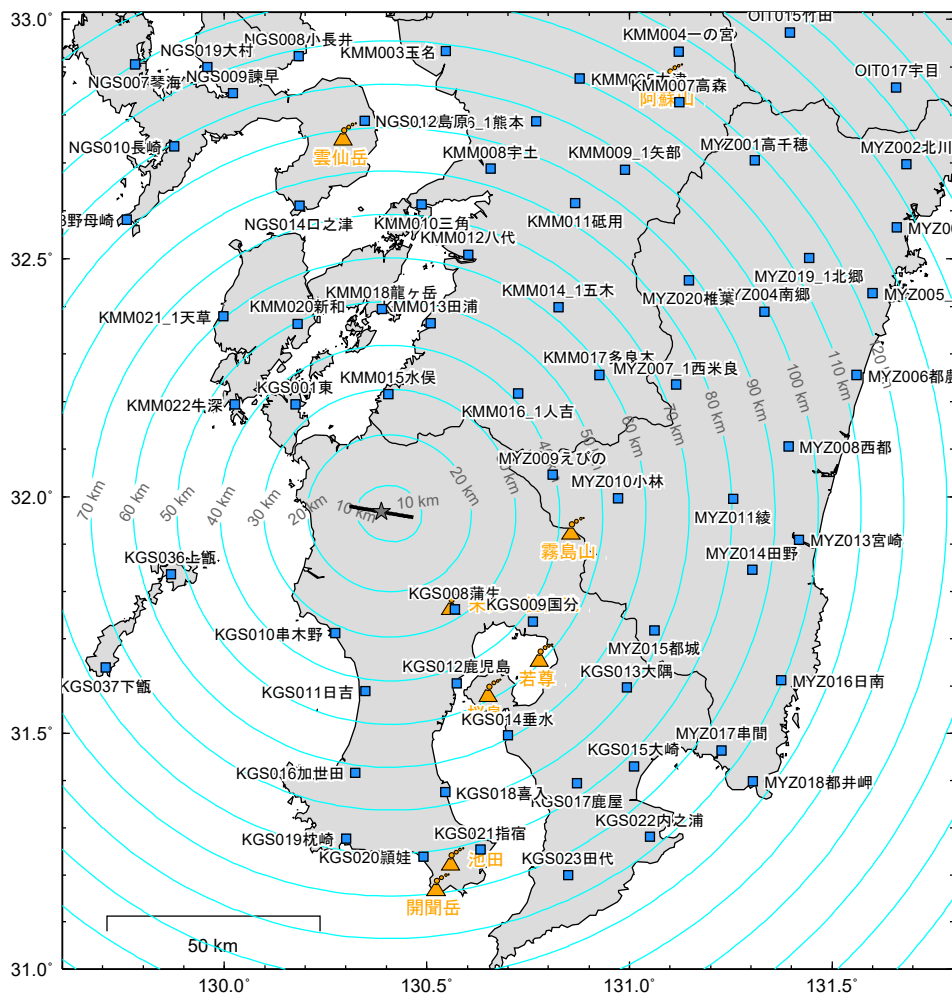 33.0°
OIT015竹田
NGS008小長井
NGS019大村
KMM003玉名
KMM004一の宮
OIT017宇目
NGS007琴海
NGS009諫早
KMM007高森
阿蘇山
NGS012島原
6_1熊本
NGS010長崎
雲仙岳
KMM008宇土
KMM009_1矢部
MYZ001高千穂
MYZ002北川
野母崎
NGS014口之津
KMM010三角
KMM011砥用
KMM012八代
32.5°
MYZ019_1北郷
KMM018龍ヶ岳
KMM014_1五木
MYZ020椎葉
MYZ004南郷
MYZ005
KMM020新和
KMM013田浦
KMM021_1天草
KMM017多良木
MYZ007_1西米良
MYZ006都農
KGS001東
KMM015水俣
KMM022牛深
KMM016_1人吉
MYZ008西都
MYZ009えびの
MYZ010小林
32.0°
70 km
60 km
50 km
40 km
30 km
20 km
10 km
10 km
20 km
60 km
70 km
80 km
90 km
100 km
110 km
MYZ011綾
MYZ013宮崎
霧島山
MYZ014田野
KGS036上甑
KGS008蒲生
KGS009国分
KGS010串木野
MYZ015都城
KGS037下甑
KGS012鹿児島
若尊
KGS013大隅
MYZ016日南
KGS011日吉
KGS014垂水
31.5°
MYZ017串間
KGS015大崎
KGS016加世田
MYZ018都井岬
KGS018喜入
KGS017鹿屋
KGS022内之浦
KGS019枕崎
KGS021指宿
KGS020頴娃
池田
KGS023田代
開聞岳
50 km
31.0°
130.0°
130.5°
131.0°
131.5°